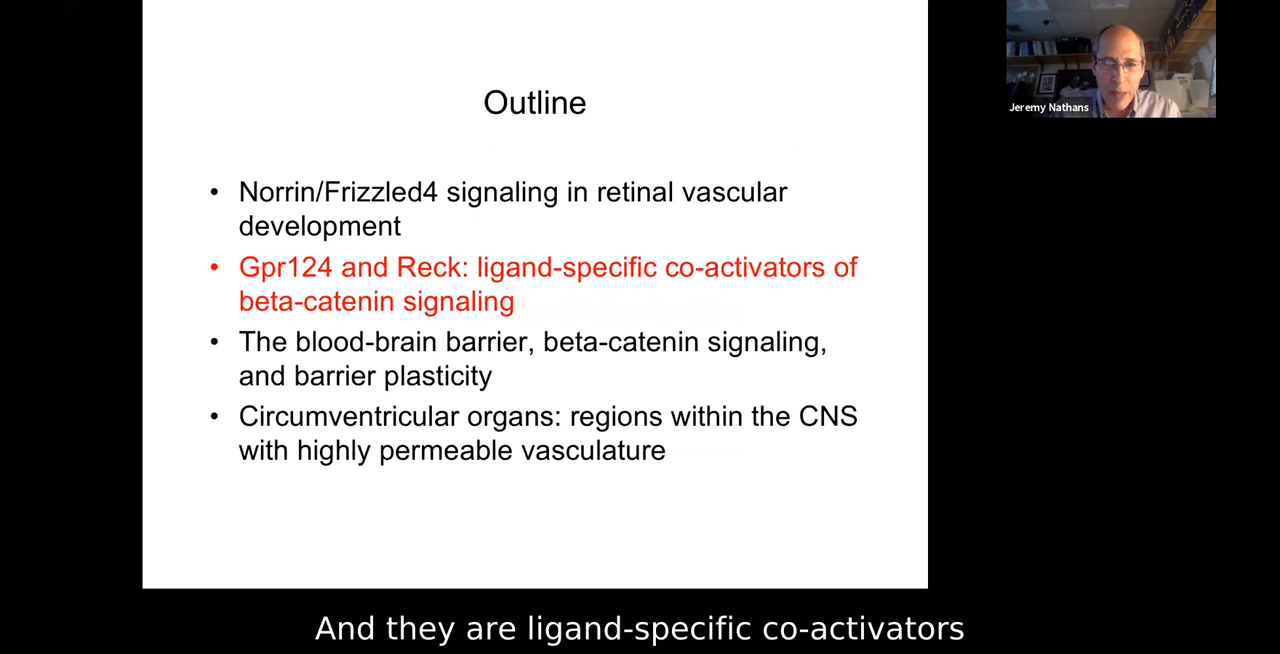 Outline
Jeremy Nathans
• Norrin/Frizzled4 signaling in retinal vascular
development
• Gpr124 and Reck: ligand-specific co-activators of
beta-catenin signaling
• The blood-brain barrier, beta-catenin signaling,
and barrier plasticity
• Circumventricular organs: regions within the CNS
with highly permeable vasculature
And they are ligand-specific co-activators